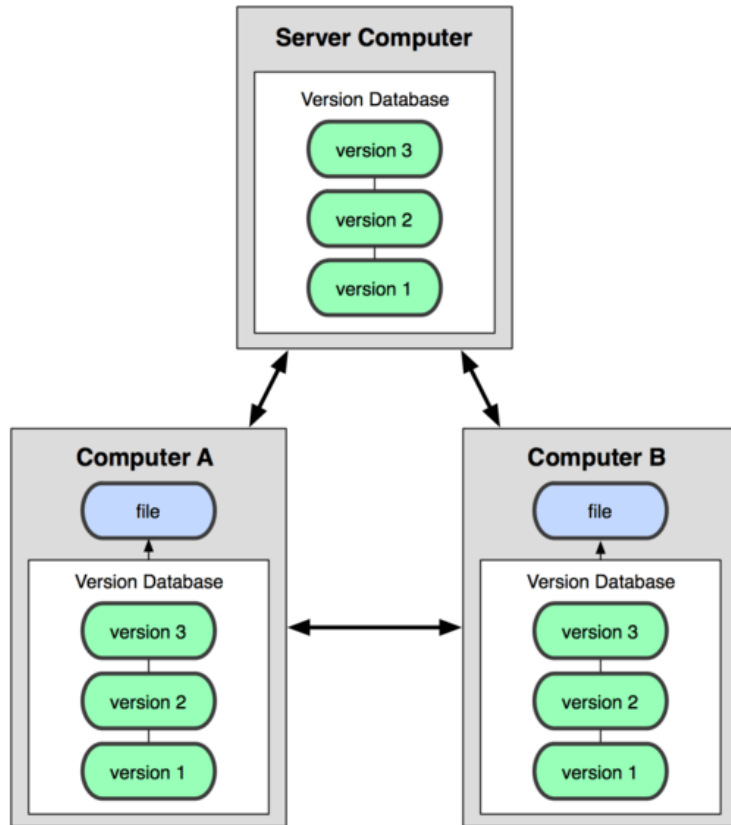 Server Computer
Version Database
version 3
version 2
version 1
Computer A
file
Version Database
version 3
version 2
version 1
Computer B
file
Version Database
version 3
version 2
version 1